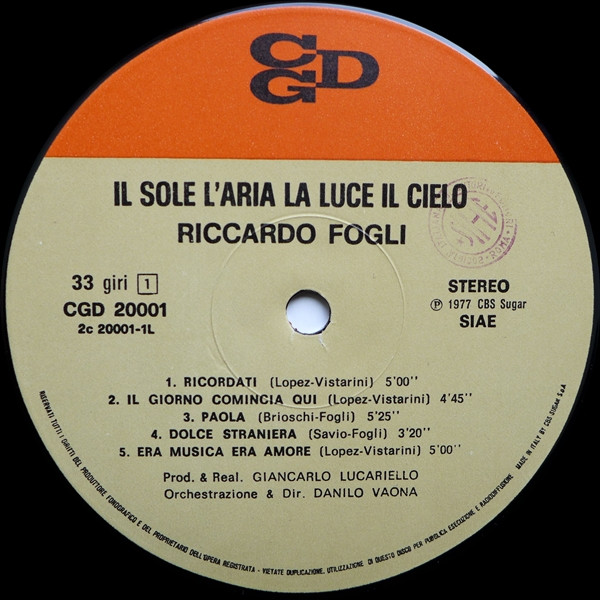 CGD
IL SOLE L'ARIA LA LUCE IL CIELO
RICCARDO FOGLI
33 giri 1
CGD 20001
2c 20001-1L
STEREO
Ⓟ 1977 CBS Sugar
SIAE
1. RICORDATI (Lopez-Vistarini) 5'00''
2. IL GIORNO COMINCIA QUI (Lopez-Vistarini) 4'45''
3. PAOLA (Brioschi-Fogli) 5'25''
4. DOLCE STRANIERA (Savio-Fogli) 3'20''
5. ERA MUSICA ERA AMORE (Lopez-Vistarini) 5'00''
Prod. & Real. GIANCARLO LUCARIELLO
Orchestrazione & Dir. DANILO VAONA
RISERVATI TUTTI I DIRITTI DEL PRODUTTORE FONOGRAFICO E DEL PROPRIETARIO DELL'OPERA REGISTRATA - VIETATE DUPLICAZIONE, UTILIZZAZIONE DI QUESTO DISCO PER PUBBLICA ESECUZIONE E RADIODIFFUSIONE. MADE IN ITALY BY CBS SUGAR S.p.A.
ROMA